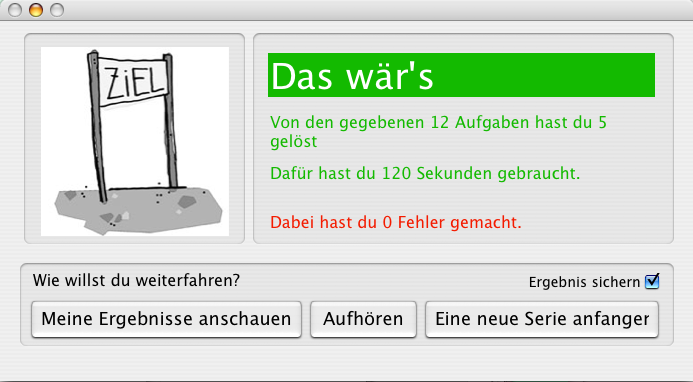 ZiEL
Das wär's
Von den gegebenen 12 Aufgaben hast du 5
gelöst
Dafür hast du 120 Sekunden gebraucht.
Dabei hast du 0 Fehler gemacht.
Wie willst du weiterfahren?
Ergebnis sichern
Meine Ergebnisse anschauen
Aufhören
Eine neue Serie anfangen